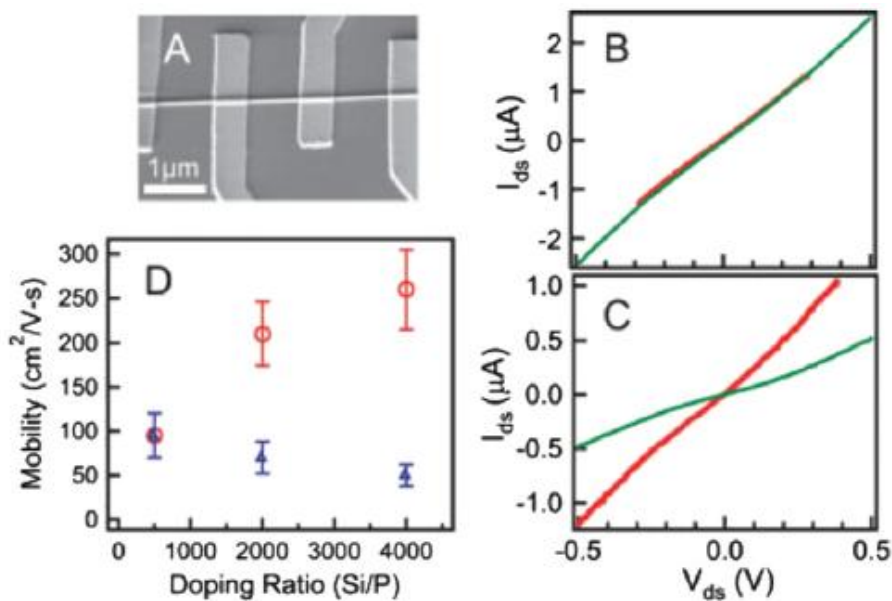 A
1μm
B
I_ds (μA)
2
1
0
-1
-2
C
I_ds (μA)
1.0
0.5
0.0
-0.5
-1.0
-0.5
0.0
0.5
V_ds (V)
D
Mobility (cm²/V-s)
300
250
200
150
100
50
0
0
1000
2000
3000
4000
Doping Ratio (Si/P)